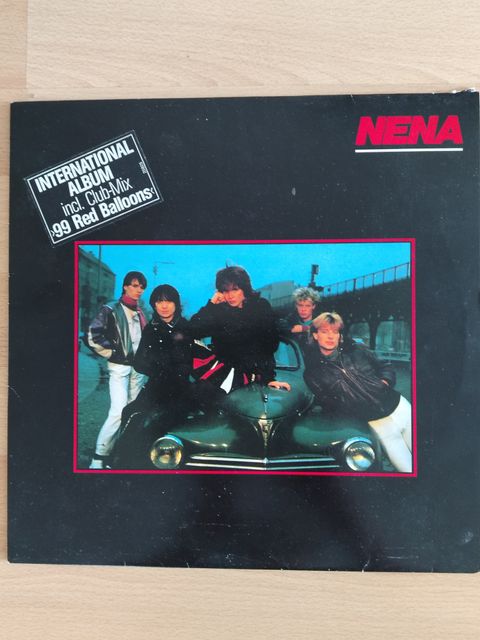 NENA
INTERNATIONAL
ALBUM
incl. Club-Mix
›99 Red Balloons‹